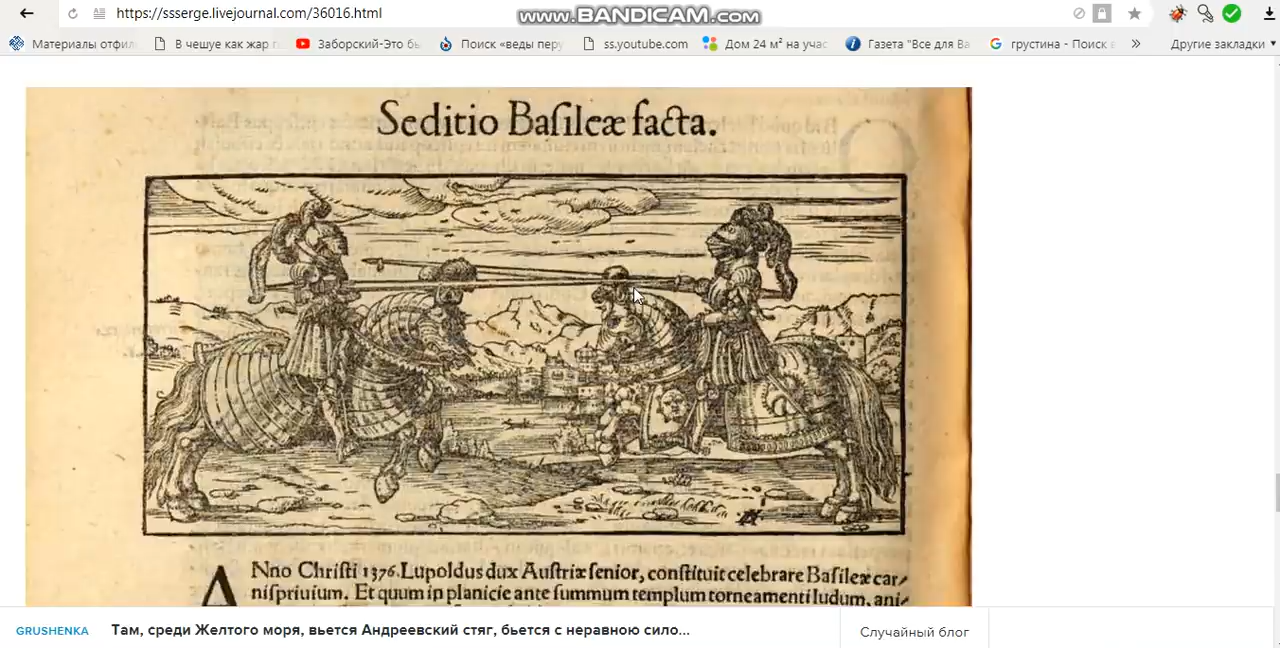 https://ssserge.livejournal.com/36016.html
www.BANDICAM.com
Материалы отфил
В чешуе как жар г
Заборский-Это бь
Поиск «веды перу
ss.youtube.com
Дом 24 м² на учас
Газета "Все для Ва
грустина - Поиск в
»
Другие закладки
Seditio Baſileæ facta.
ANno Chriſti 1376. Lupoldus dux Auſtriæ ſenior, conſtituit celebrare Baſileæ car⸗
niſpriuium. Et quum in planicie ante ſummum templum torneamenti ludum, ani⸗
GRUSHENKA
Там, среди Желтого моря, вьется Андреевский стяг, бьется с неравною сило...
Случайный блог